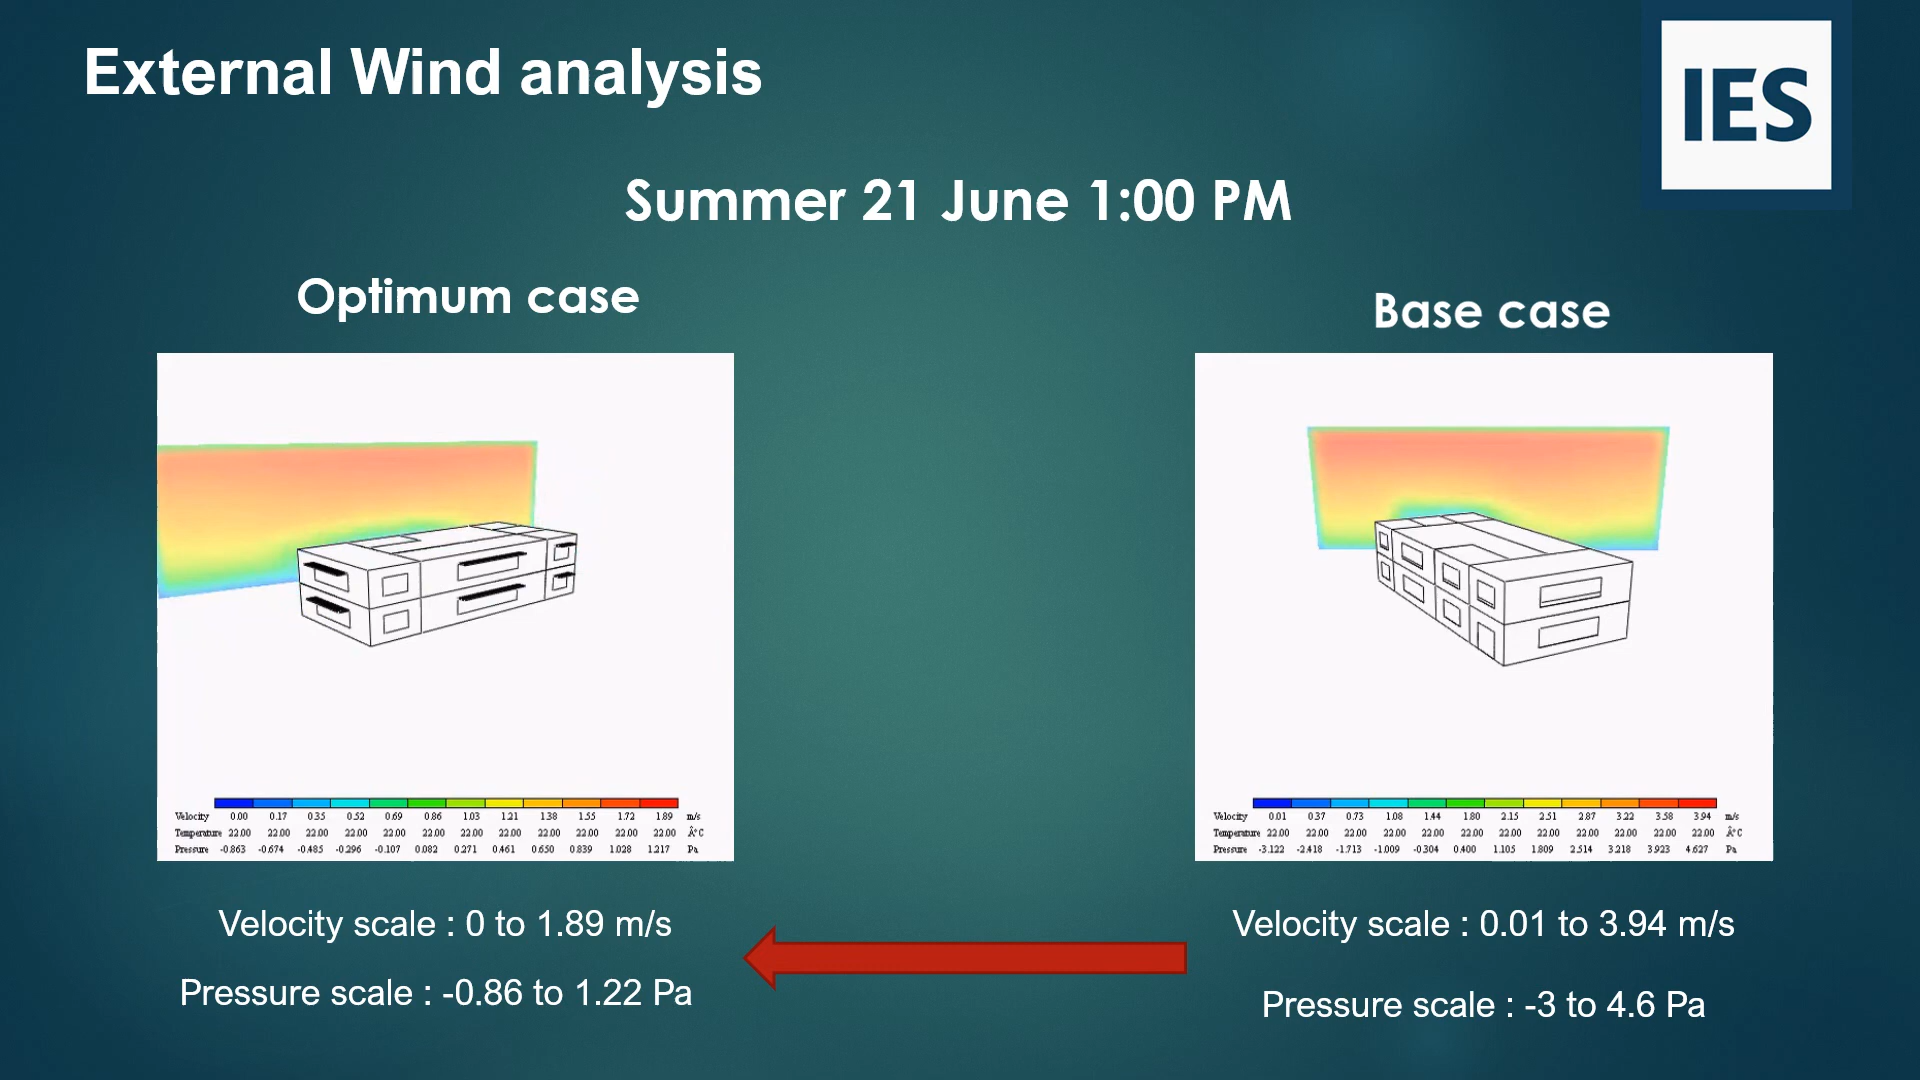 External Wind analysis
IES
Summer 21 June 1:00 PM
Optimum case
Base case
Velocity 0.00 0.17 0.35 0.52 0.69 0.86 1.03 1.21 1.38 1.55 1.72 1.89 m/s
Temperature 22.00 22.00 22.00 22.00 22.00 22.00 22.00 22.00 22.00 22.00 22.00 22.00 Â°C
Pressure -0.863 -0.674 -0.485 -0.296 -0.107 0.082 0.271 0.461 0.650 0.839 1.028 1.217 Pa
Velocity 0.01 0.37 0.73 1.08 1.44 1.80 2.15 2.51 2.87 3.22 3.58 3.94 m/s
Temperature 22.00 22.00 22.00 22.00 22.00 22.00 22.00 22.00 22.00 22.00 22.00 22.00 Â°C
Pressure -3.122 -2.418 -1.713 -1.009 -0.304 0.400 1.105 1.809 2.514 3.218 3.923 4.627 Pa
Velocity scale : 0 to 1.89 m/s
Pressure scale : -0.86 to 1.22 Pa
Velocity scale : 0.01 to 3.94 m/s
Pressure scale : -3 to 4.6 Pa